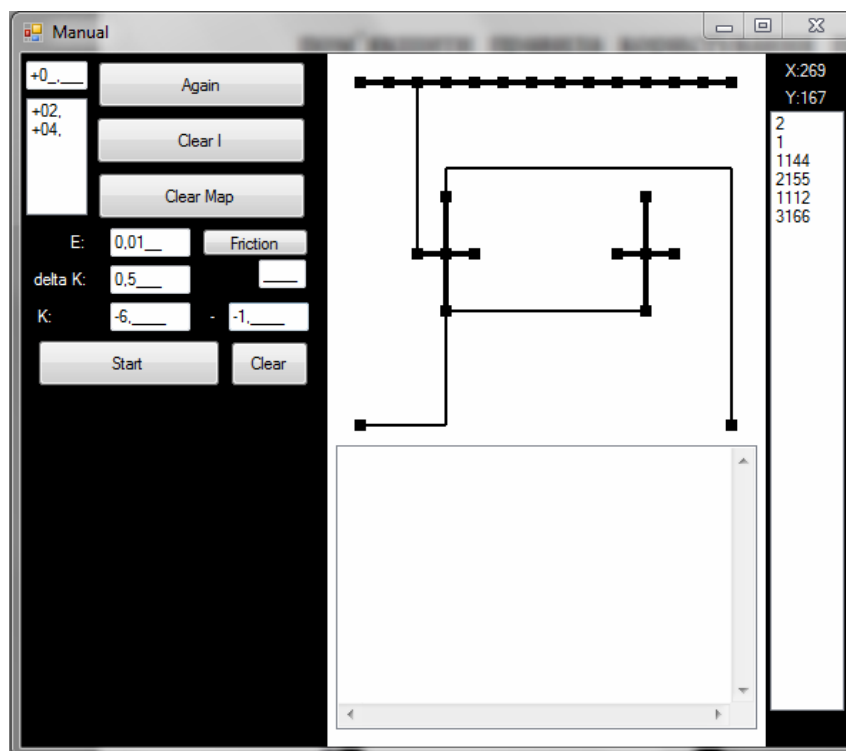 Manual
+0_,___
Again
+02,
+04,
Clear I
Clear Map
E:
0,01__
Friction
delta K:
0,5___
____
K:
-6,____
-
-1,____
Start
Clear
X:269
Y:167
2
1
1144
2155
1112
3166